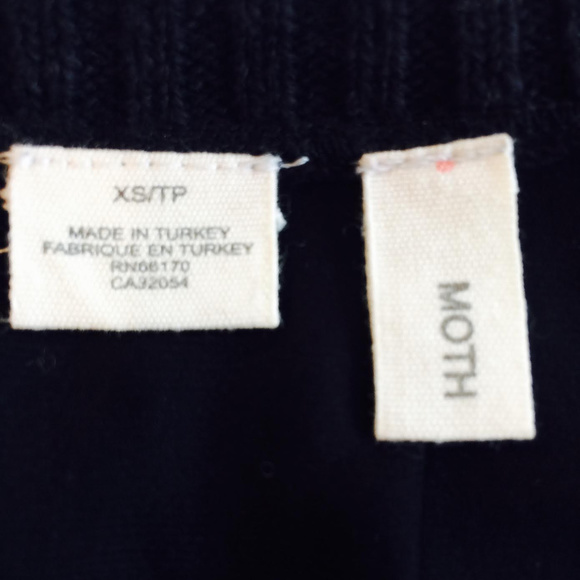 XS/TP
MADE IN TURKEY
FABRIQUE EN TURKEY
RN66170
CA32054
MOTH